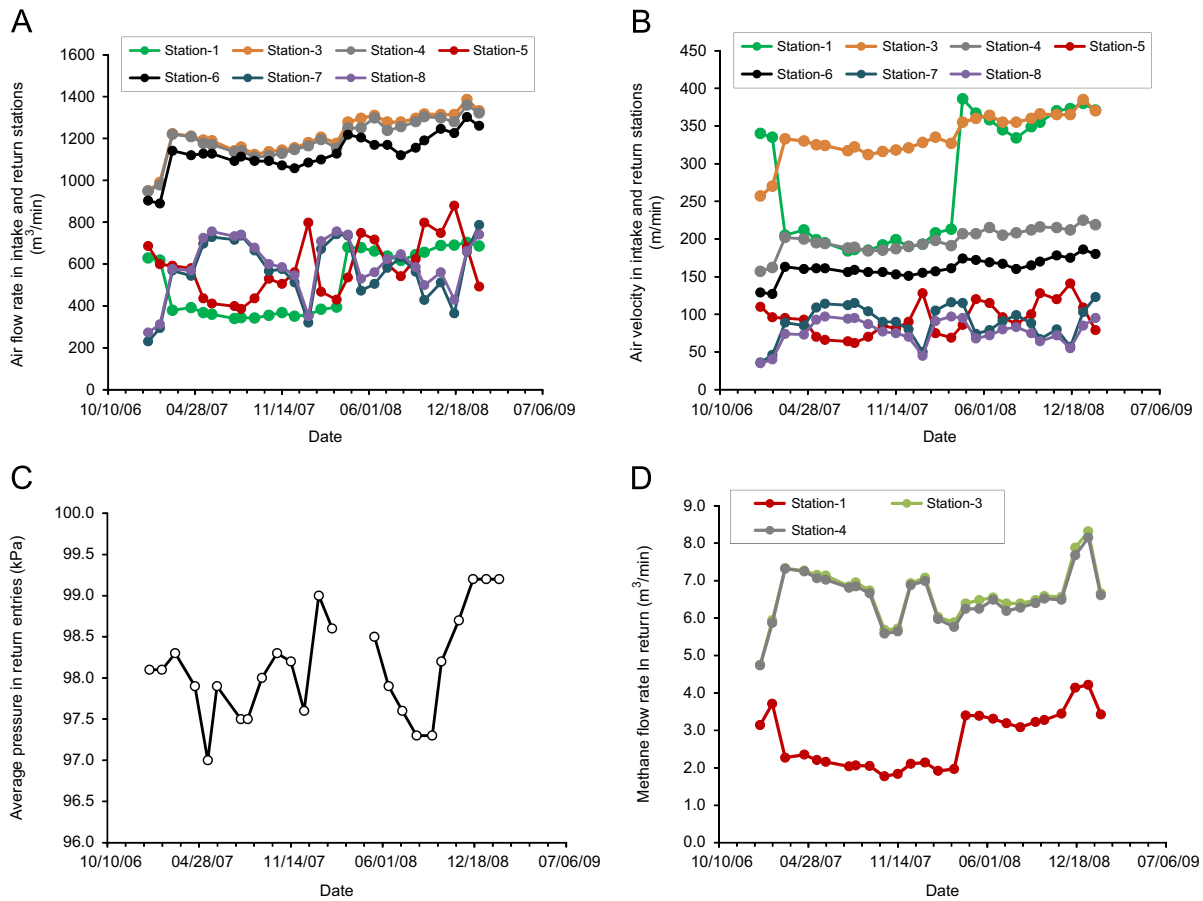 A
Station-1 Station-3 Station-4 Station-5
Station-6 Station-7 Station-8
Air flow rate in intake and return stations
(m³/min)
1600
1400
1200
1000
800
600
400
200
0
10/10/06 04/28/07 11/14/07 06/01/08 12/18/08 07/06/09
Date
B
Station-1 Station-3 Station-4 Station-5
Station-6 Station-7 Station-8
Air velocity in intake and return stations
(m/min)
450
400
350
300
250
200
150
100
50
0
10/10/06 04/28/07 11/14/07 06/01/08 12/18/08 07/06/09
Date
C
Average pressure in return entries (kPa)
100.0
99.5
99.0
98.5
98.0
97.5
97.0
96.5
96.0
10/10/06 04/28/07 11/14/07 06/01/08 12/18/08 07/06/09
Date
D
Station-1 Station-3
Station-4
Methane flow rate In return (m³/min)
9.0
8.0
7.0
6.0
5.0
4.0
3.0
2.0
1.0
0.0
10/10/06 04/28/07 11/14/07 06/01/08 12/18/08 07/06/09
Date